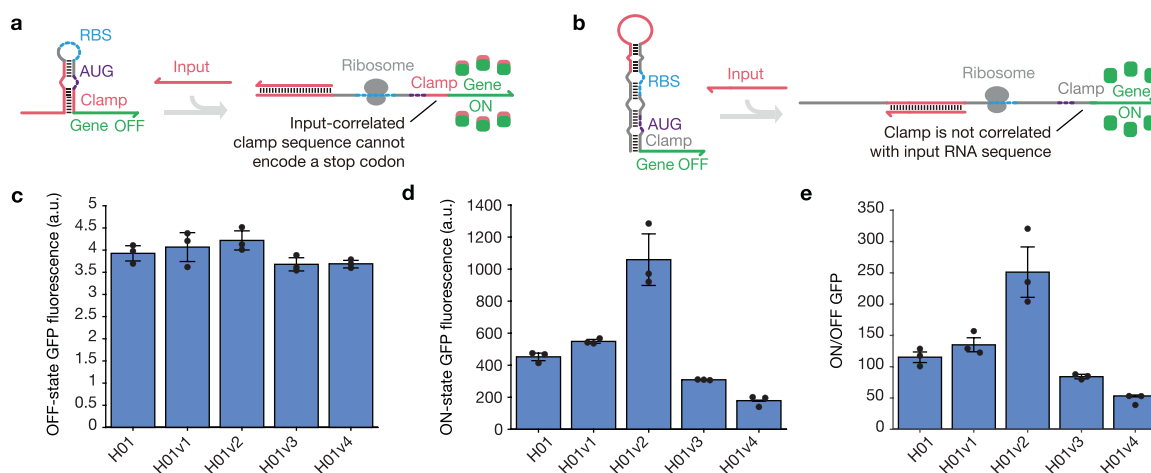 a
RBS
AUG
Clamp
Gene OFF
Input
Ribosome
Clamp
Gene
ON
Input-correlated
clamp sequence cannot
encode a stop codon
b
RBS
AUG
Clamp
Gene OFF
Input
Ribosome
Clamp
Gene
ON
Clamp is not correlated
with input RNA sequence
c
OFF-state GFP fluorescence (a.u.)
5
4.5
4
3.5
3
2.5
2
1.5
1
0.5
0
H01
H01v1
H01v2
H01v3
H01v4
d
ON-state GFP fluorescence (a.u.)
1400
1200
1000
800
600
400
200
0
H01
H01v1
H01v2
H01v3
H01v4
e
ON/OFF GFP
350
300
250
200
150
100
50
0
H01
H01v1
H01v2
H01v3
H01v4